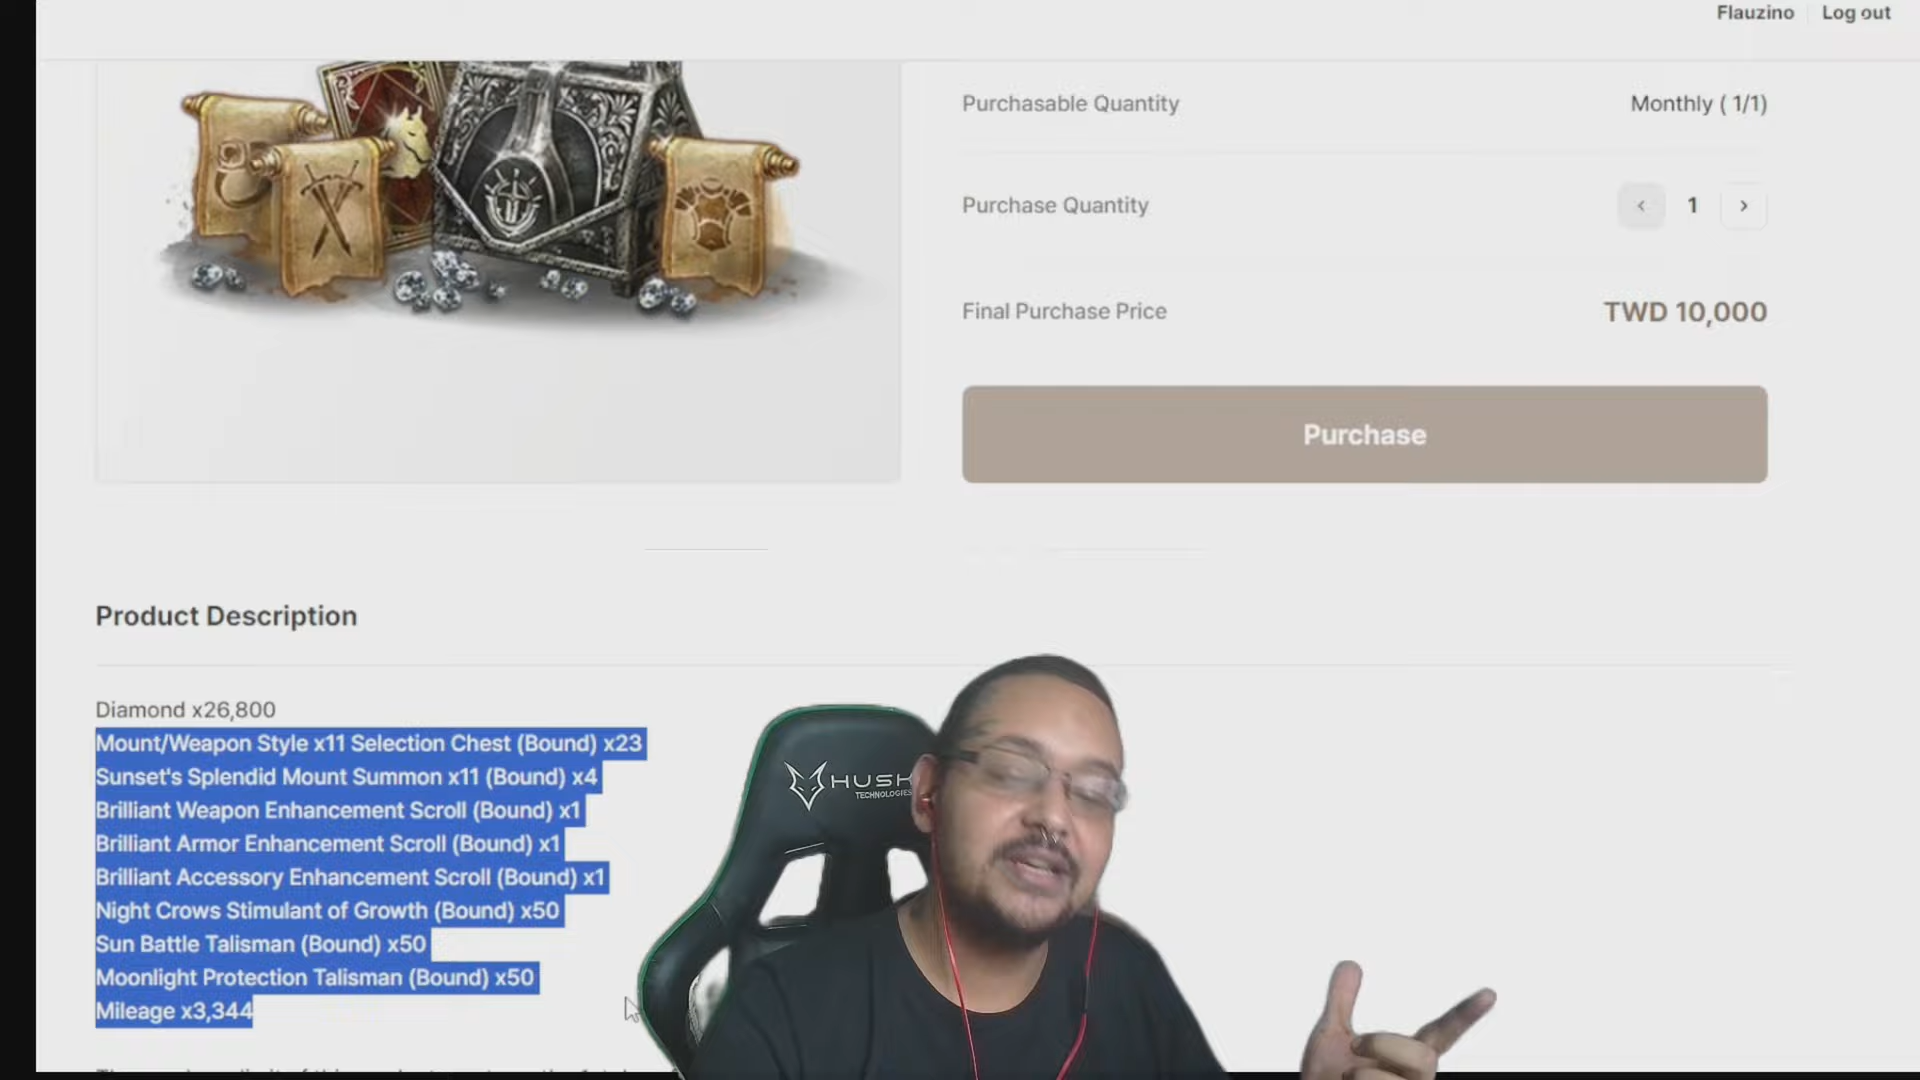 Flauzino
Log out
Purchasable Quantity
Monthly ( 1/1)
Purchase Quantity
1
Final Purchase Price
TWD 10,000
Purchase
Product Description
Diamond x26,800
Mount/Weapon Style x11 Selection Chest (Bound) x23
Sunset's Splendid Mount Summon x11 (Bound) x4
Brilliant Weapon Enhancement Scroll (Bound) x1
Brilliant Armor Enhancement Scroll (Bound) x1
Brilliant Accessory Enhancement Scroll (Bound) x1
Night Crows Stimulant of Growth (Bound) x50
Sun Battle Talisman (Bound) x50
Moonlight Protection Talisman (Bound) x50
Mileage x3,344
HUSK
TECHNOLOGIES